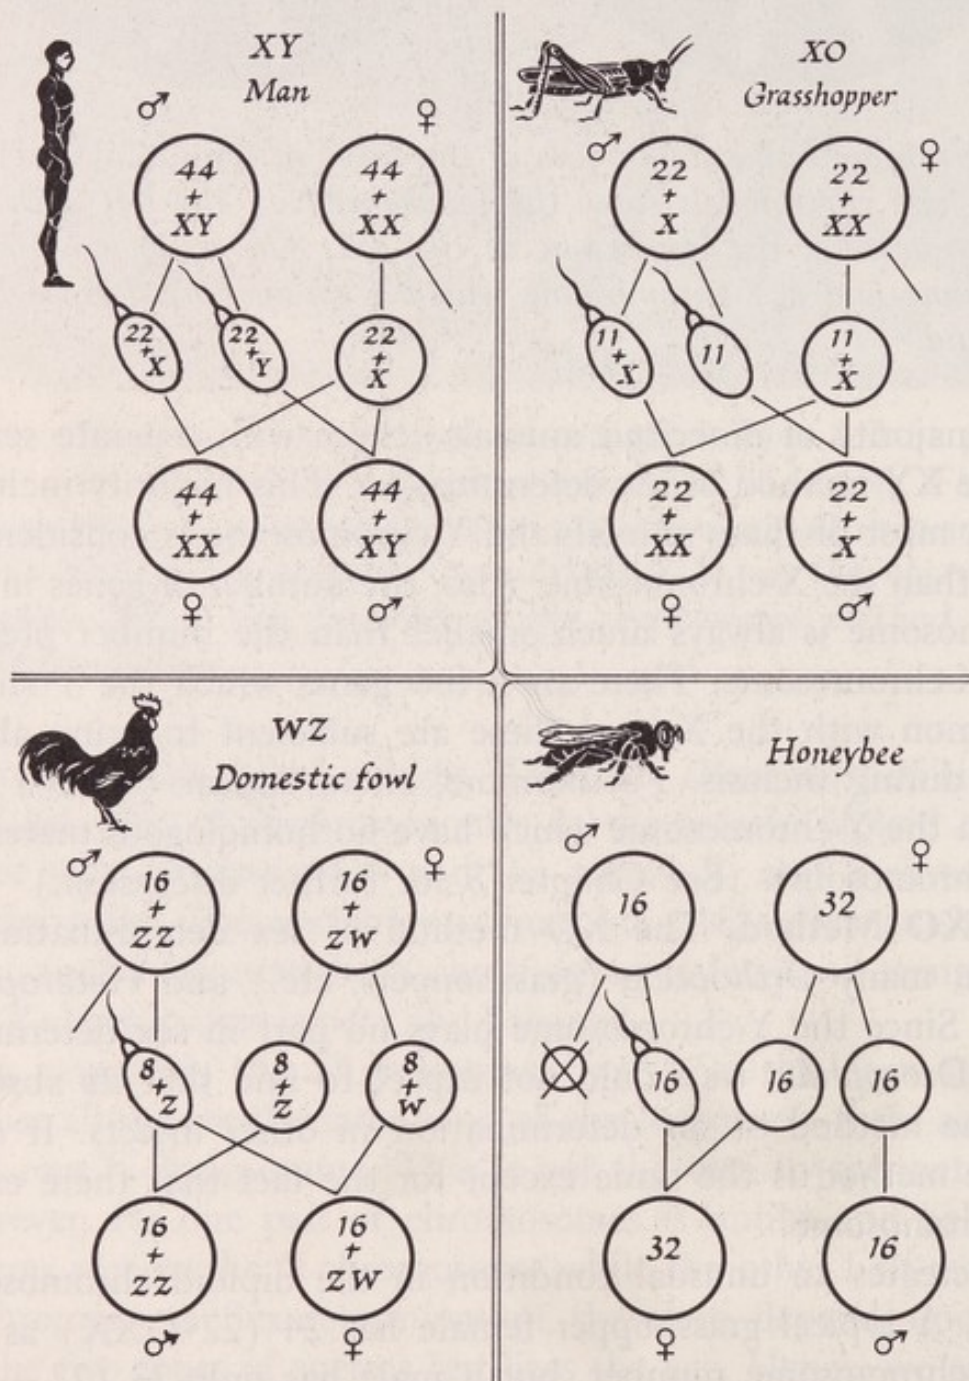 XY
Man
♂ ♀
44 + XY
44 + XX
22 + X
22 + Y
22 + X
44 + XX
44 + XY
♀ ♂
XO
Grasshopper
♂ ♀
22 + X
22 + XX
11 + X
11
11 + X
22 + XX
22 + X
♀ ♂
WZ
Domestic fowl
♂ ♀
16 + ZZ
16 + ZW
8 + Z
8 + Z
8 + W
16 + ZZ
16 + ZW
♂ ♀
Honeybee
♂ ♀
16
32
16
16
16
32
16
♀ ♂